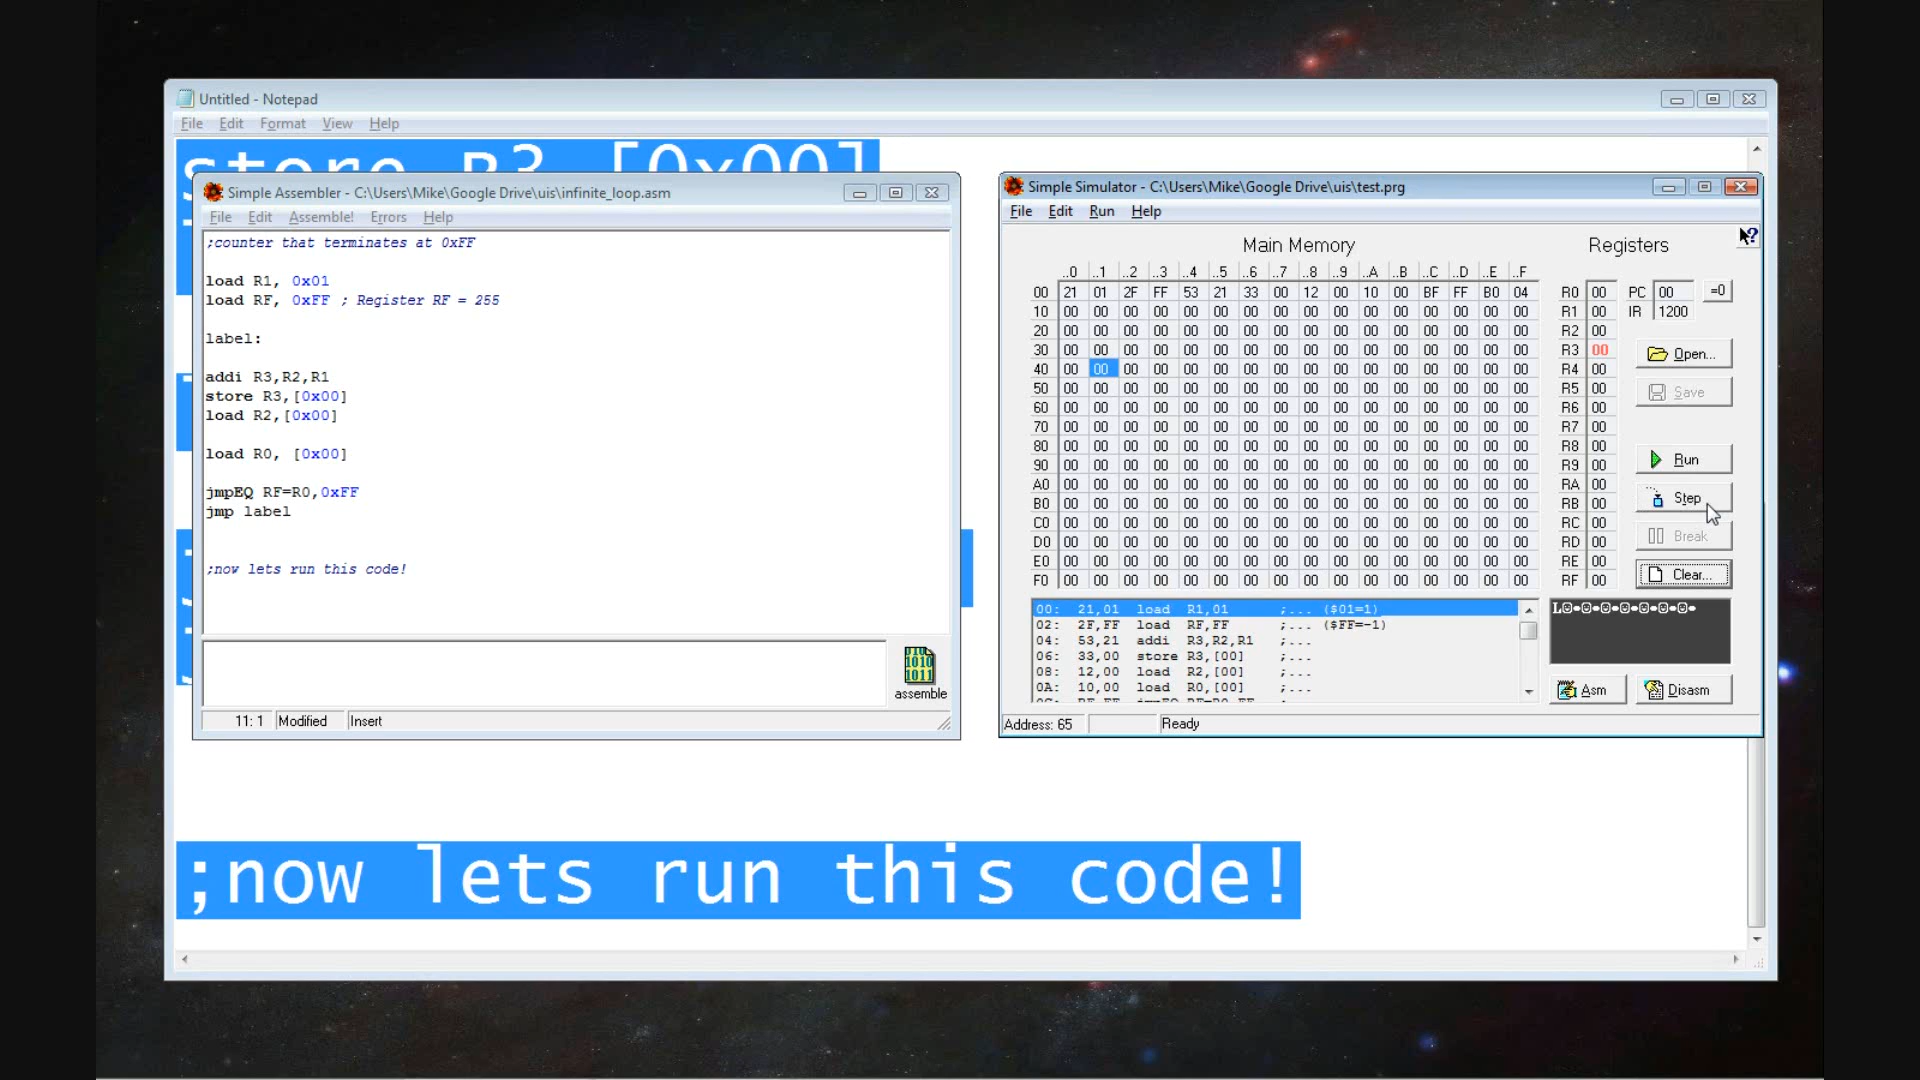 Untitled - Notepad
File Edit Format View Help
store R3,[0x00]
Simple Assembler - C:\Users\Mike\Google Drive\uis\infinite_loop.asm
File Edit Assemble! Errors Help
;counter that terminates at 0xFF
load R1, 0x01
load RF, 0xFF ; Register RF = 255
label:
addi R3,R2,R1
store R3,[0x00]
load R2,[0x00]
load R0, [0x00]
jmpEQ RF=R0,0xFF
jmp label
;now lets run this code!
assemble
11: 1 Modified Insert
Simple Simulator - C:\Users\Mike\Google Drive\uis\test.prg
File Edit Run Help
Main Memory
..0 ..1 ..2 ..3 ..4 ..5 ..6 ..7 ..8 ..9 ..A ..B ..C ..D ..E ..F
00 21 01 2F FF 53 21 33 00 12 00 10 00 BF FF B0 04
10 00 00 00 00 00 00 00 00 00 00 00 00 00 00 00 00
20 00 00 00 00 00 00 00 00 00 00 00 00 00 00 00 00
30 00 00 00 00 00 00 00 00 00 00 00 00 00 00 00 00
40 00 00 00 00 00 00 00 00 00 00 00 00 00 00 00 00
50 00 00 00 00 00 00 00 00 00 00 00 00 00 00 00 00
60 00 00 00 00 00 00 00 00 00 00 00 00 00 00 00 00
70 00 00 00 00 00 00 00 00 00 00 00 00 00 00 00 00
80 00 00 00 00 00 00 00 00 00 00 00 00 00 00 00 00
90 00 00 00 00 00 00 00 00 00 00 00 00 00 00 00 00
A0 00 00 00 00 00 00 00 00 00 00 00 00 00 00 00 00
B0 00 00 00 00 00 00 00 00 00 00 00 00 00 00 00 00
C0 00 00 00 00 00 00 00 00 00 00 00 00 00 00 00 00
D0 00 00 00 00 00 00 00 00 00 00 00 00 00 00 00 00
E0 00 00 00 00 00 00 00 00 00 00 00 00 00 00 00 00
F0 00 00 00 00 00 00 00 00 00 00 00 00 00 00 00 00
Registers
R0 00
R1 00
R2 00
R3 00
R4 00
R5 00
R6 00
R7 00
R8 00
R9 00
RA 00
RB 00
RC 00
RD 00
RE 00
RF 00
PC 00 =0
IR 1200
Open...
Save
Run
Step
Break
Clear...
00: 21,01 load R1,01 ;... ($01=1)
02: 2F,FF load RF,FF ;... ($FF=-1)
04: 53,21 addi R3,R2,R1 ;...
06: 33,00 store R3,[00] ;...
08: 12,00 load R2,[00] ;...
0A: 10,00 load R0,[00] ;...
Asm Disasm
Address: 65 Ready
;now lets run this code!